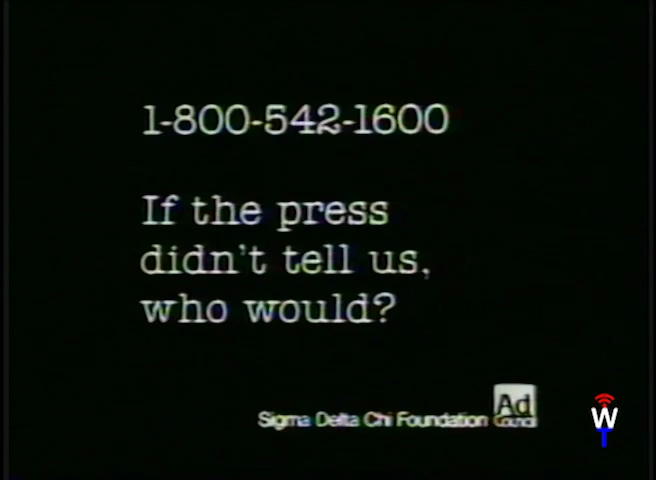 1-800-542-1600
If the press
didn't tell us,
who would?
Sigma Delta Chi Foundation
Ad
Council
W
T